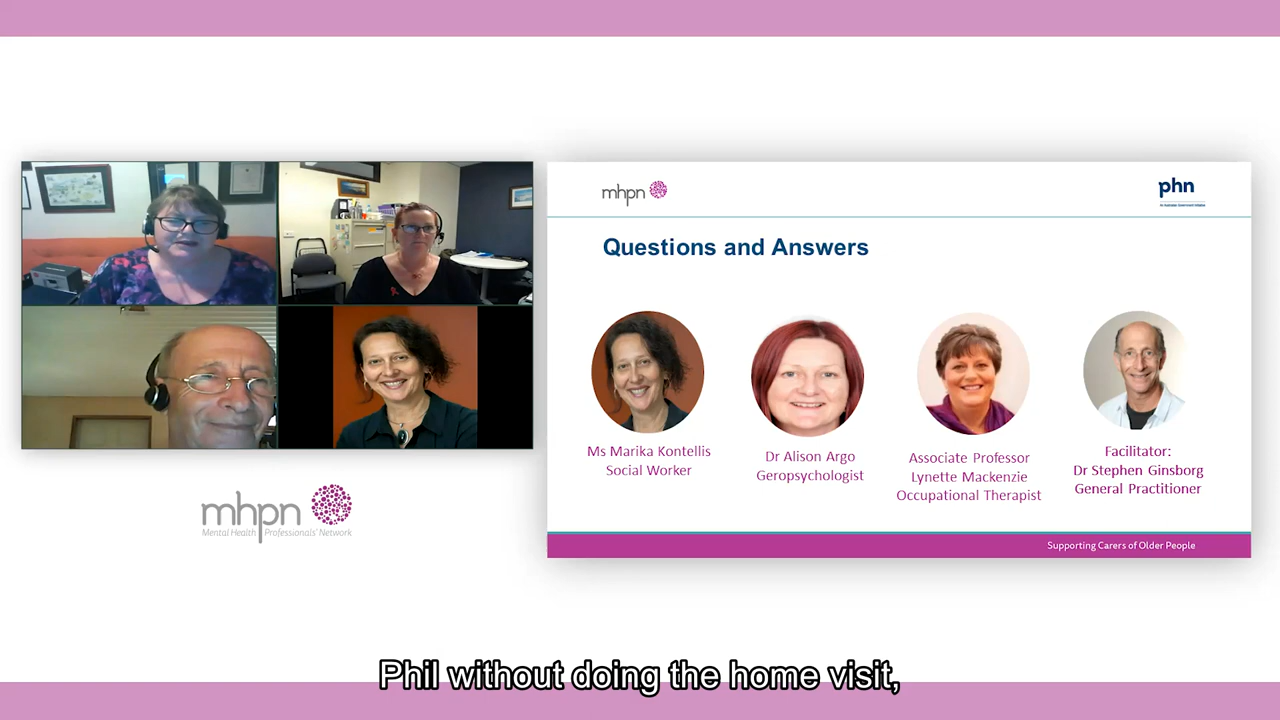 mhpn
phn
Questions and Answers
Ms Marika Kontellis
Social Worker
Dr Alison Argo
Geropsychologist
Associate Professor
Lynette Mackenzie
Occupational Therapist
Facilitator:
Dr Stephen Ginsborg
General Practitioner
mhpn
Mental Health Professionals' Network
Supporting Carers of Older People
Phil without doing the home visit,